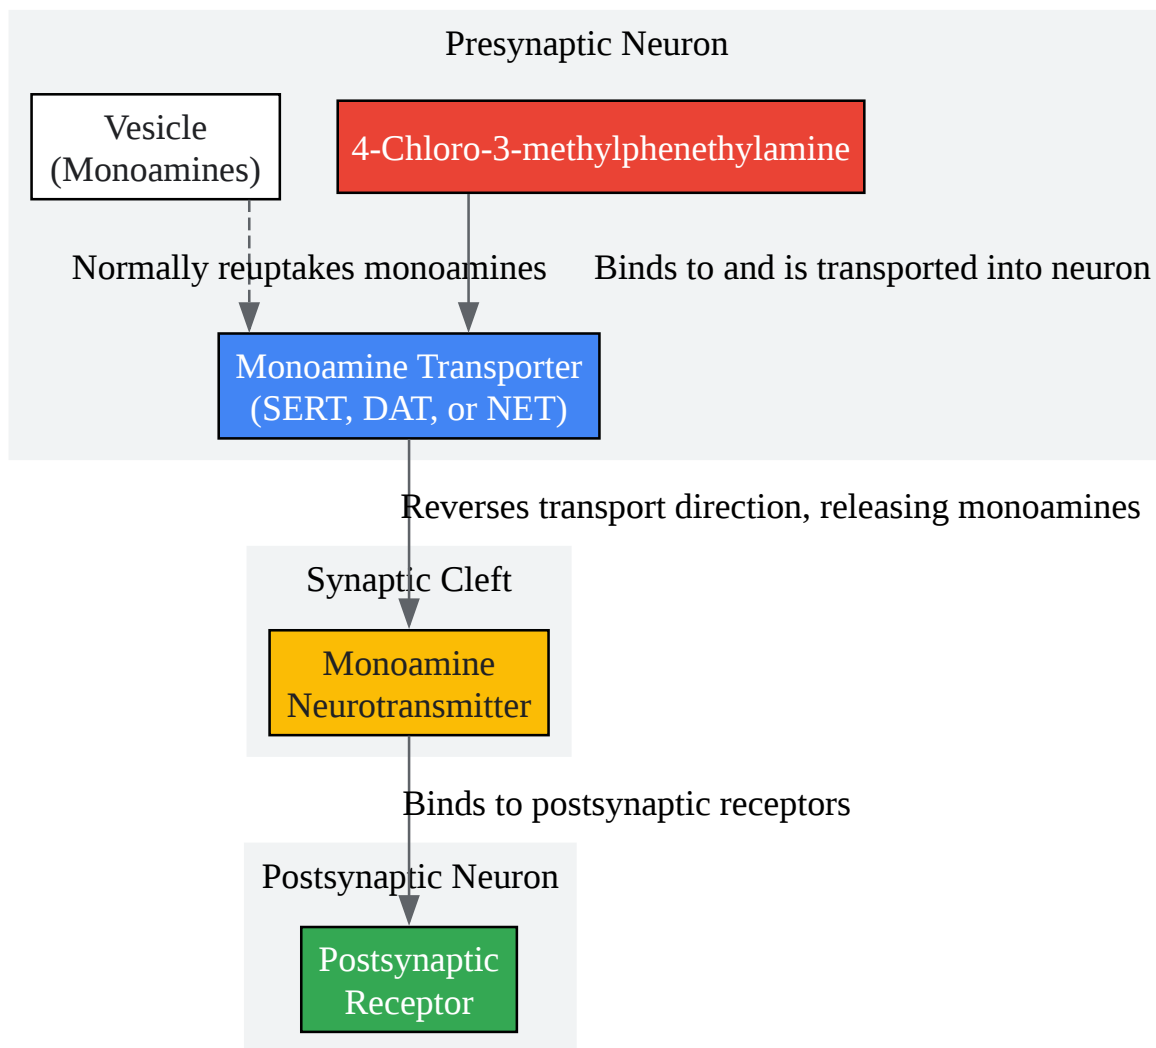 Presynaptic Neuron
Vesicle
(Monoamines)
4-Chloro-3-methylphenethylamine
Normally reuptakes monoamines
Binds to and is transported into neuron
Monoamine Transporter
(SERT, DAT, or NET)
Reverses transport direction, releasing monoamines
Synaptic Cleft
Monoamine
Neurotransmitter
Binds to postsynaptic receptors
Postsynaptic Neuron
Postsynaptic
Receptor